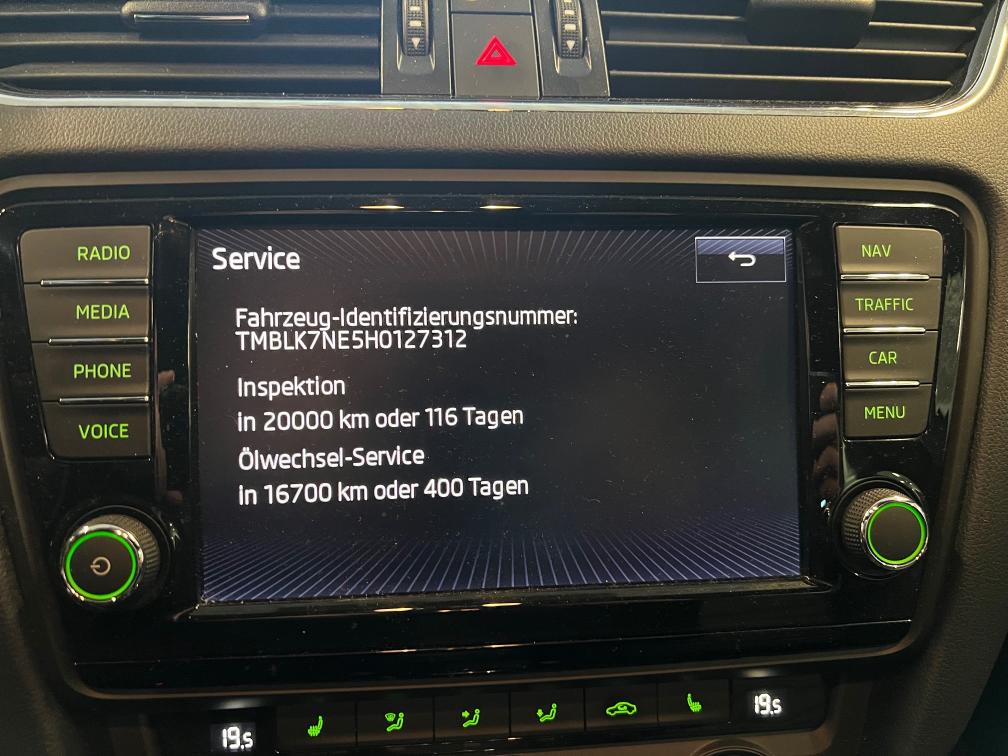 RADIO
MEDIA
PHONE
VOICE
Service
Fahrzeug-Identifizierungsnummer:
TMBLK7NE5H0127312
Inspektion
in 20000 km oder 116 Tagen
Ölwechsel-Service
in 16700 km oder 400 Tagen
NAV
TRAFFIC
CAR
MENU
19.5
19.5